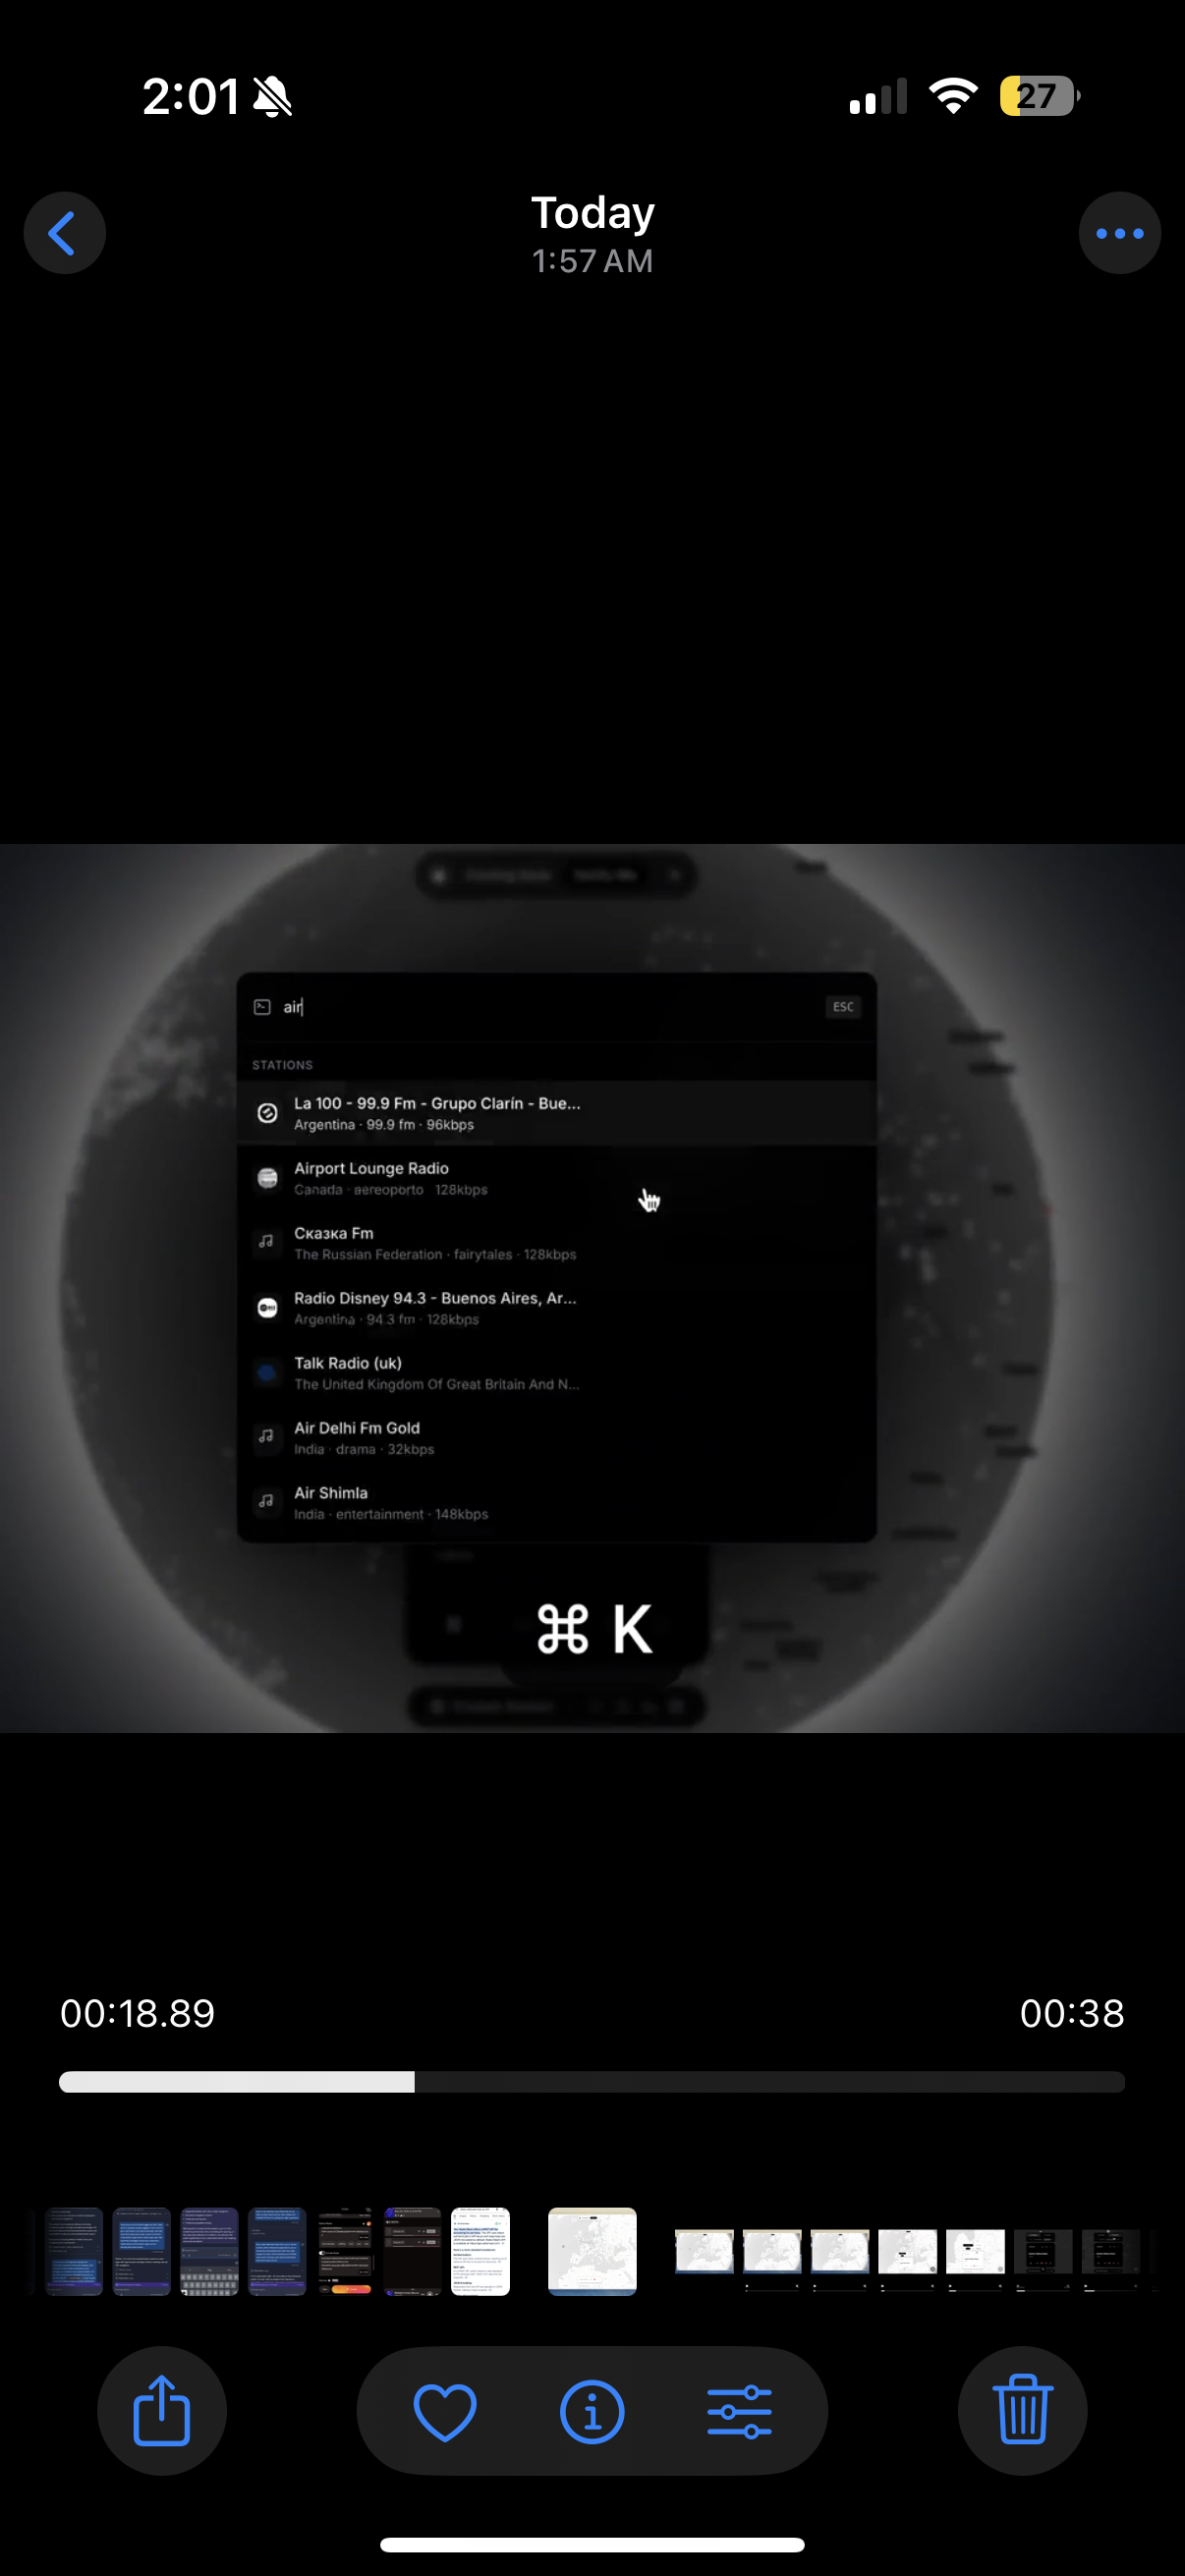 2:01
27
Today
1:57 AM
air
ESC
STATIONS
La 100 - 99.9 Fm - Grupo Clarín - Bue...
Argentina · 99.9 fm · 96kbps
Airport Lounge Radio
Canada · aereoporto · 128kbps
Сказка Fm
The Russian Federation · fairytales · 128kbps
Radio Disney 94.3 - Buenos Aires, Ar...
Argentina · 94.3 fm · 128kbps
Talk Radio (uk)
The United Kingdom Of Great Britain And N...
Air Delhi Fm Gold
India · drama · 32kbps
Air Shimla
India · entertainment · 148kbps
⌘ K
00:18.89
00:38